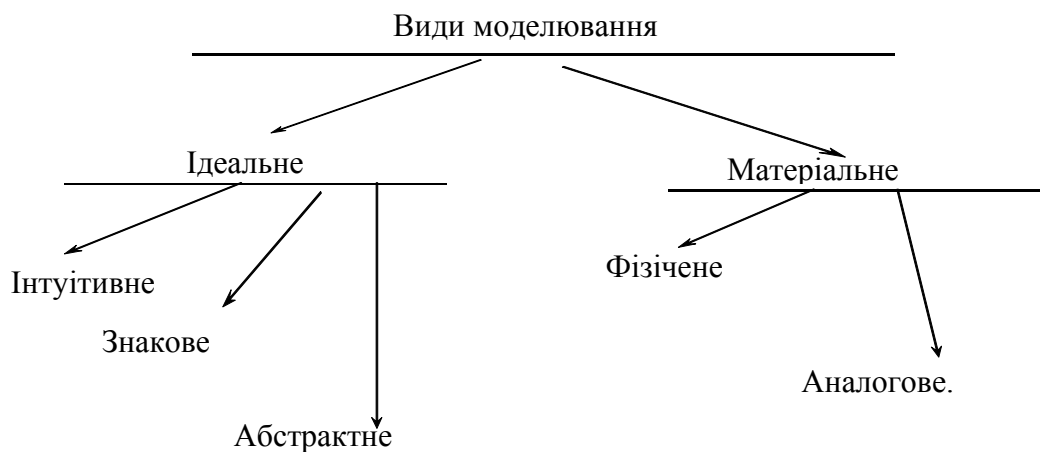 Види моделювання
Ідеальне
Матеріальне
Фізічене
Інтуітивне
Знакове
Аналогове.
Абстрактне